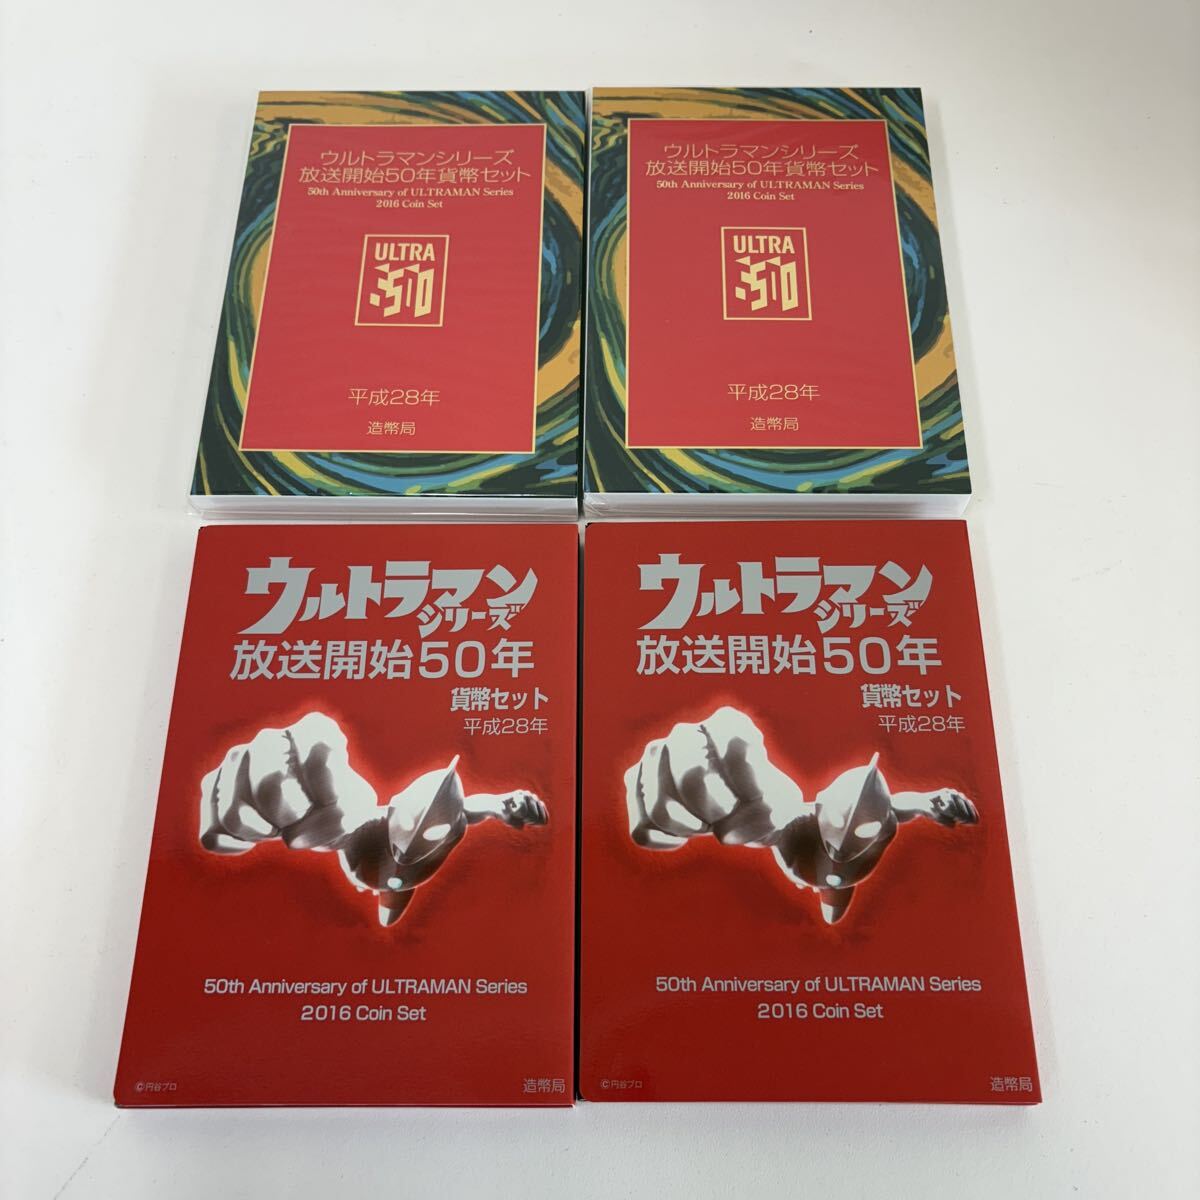 ウルトラマンシリーズ
放送開始50年貨幣セット
50th Anniversary of ULTRAMAN Series
2016 Coin Set
ULTRA
50
平成28年
造幣局
ウルトラマンシリーズ
放送開始50年貨幣セット
50th Anniversary of ULTRAMAN Series
2016 Coin Set
ULTRA
50
平成28年
造幣局
ウルトラマン
シリーズ
放送開始50年
貨幣セット
平成28年
50th Anniversary of ULTRAMAN Series
2016 Coin Set
©円谷プロ
造幣局
ウルトラマン
シリーズ
放送開始50年
貨幣セット
平成28年
50th Anniversary of ULTRAMAN Series
2016 Coin Set
©円谷プロ
造幣局